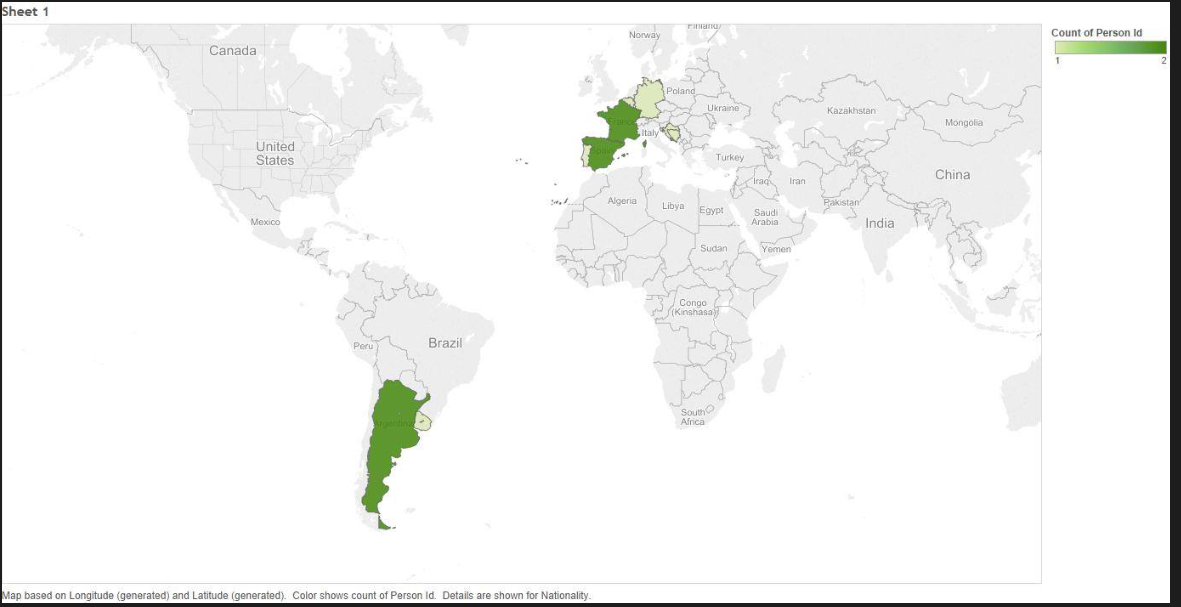 Sheet 1
Count of Person Id
1 2
Norway
Finland
Canada
Poland
Ukraine
Kazakhstan
Mongolia
France
United
States
Italy
Spain
Turkey
China
Iraq
Iran
Algeria
Libya
Egypt
Pakistan
Mexico
Saudi
Arabia
India
Sudan
Yemen
Congo
(Kinshasa)
Peru
Brazil
South
Africa
Argentina
Map based on Longitude (generated) and Latitude (generated).  Color shows count of Person Id.  Details are shown for Nationality.